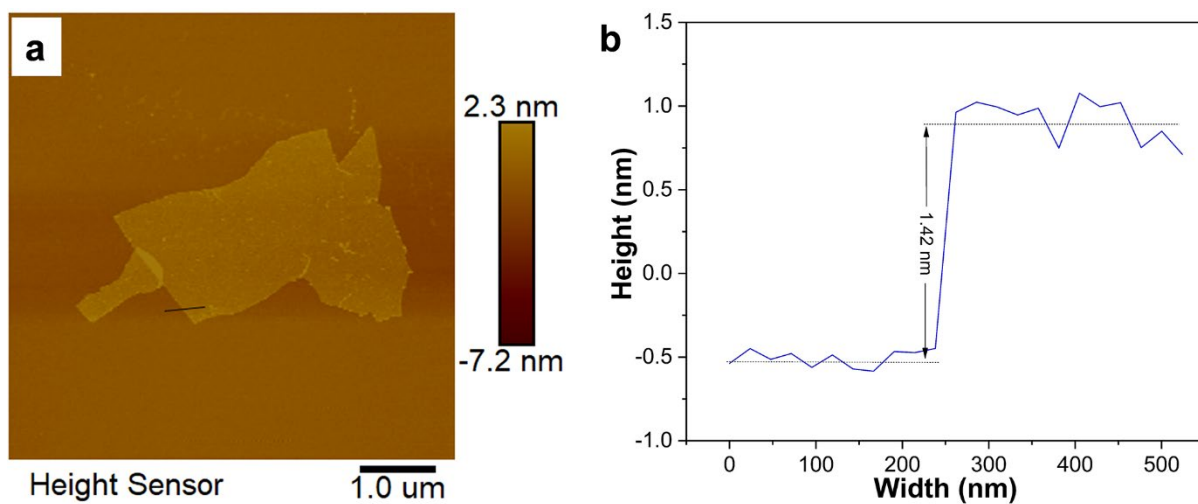 a
2.3 nm
-7.2 nm
Height Sensor
1.0 um
b
Height (nm)
1.5
1.0
0.5
0.0
-0.5
-1.0
1.42 nm
0 100 200 300 400 500
Width (nm)